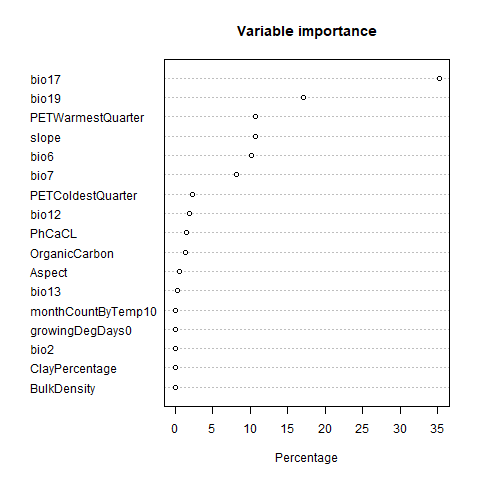 Variable importance
bio17
bio19
PETWarmestQuarter
slope
bio6
bio7
PETColdestQuarter
bio12
PhCaCL
OrganicCarbon
Aspect
bio13
monthCountByTemp10
growingDegDays0
bio2
ClayPercentage
BulkDensity
0 5 10 15 20 25 30 35
Percentage